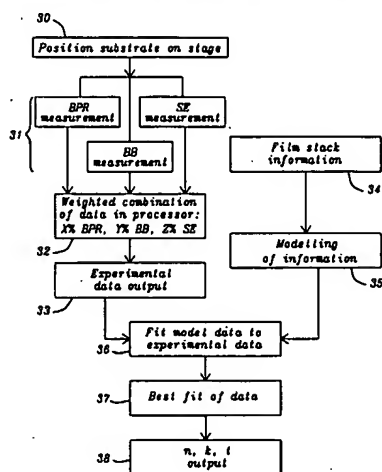 30
Position substrate on stage
31
BPR
measurement
SE
measurement
BB
measurement
Film stack
information
34
Weighted combination
of data in processor:
X% BPR, Y% BB, Z% SE
32
Experimental
data output
33
Modelling
of information
35
Fit model data to
experimental data
36
Best fit of data
37
n, k, t
output
38